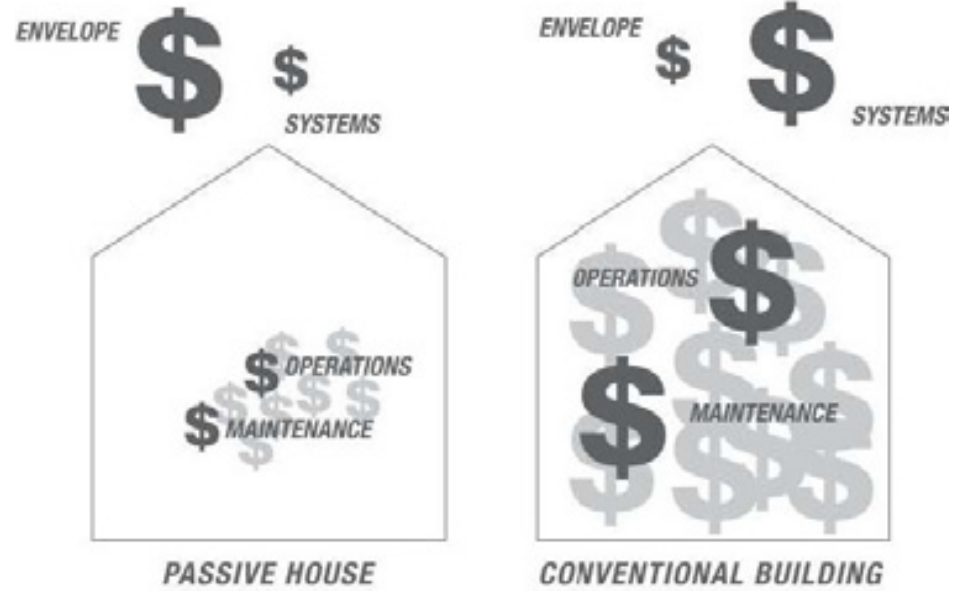 ENVELOPE
$
$
SYSTEMS
$
OPERATIONS
$
MAINTENANCE
PASSIVE HOUSE
ENVELOPE
$
$
SYSTEMS
OPERATIONS
$
$
MAINTENANCE
CONVENTIONAL BUILDING